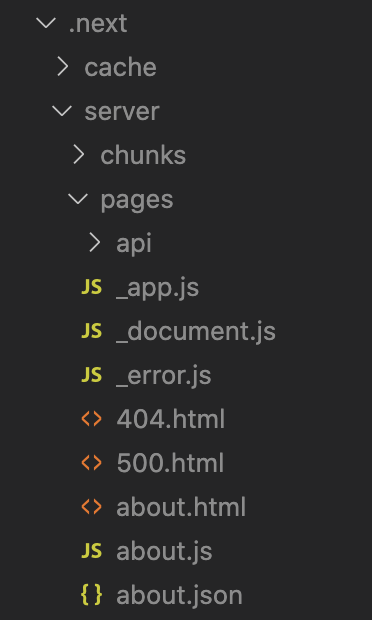 .next
cache
server
chunks
pages
api
JS _app.js
JS _document.js
JS _error.js
<> 404.html
<> 500.html
<> about.html
JS about.js
{} about.json